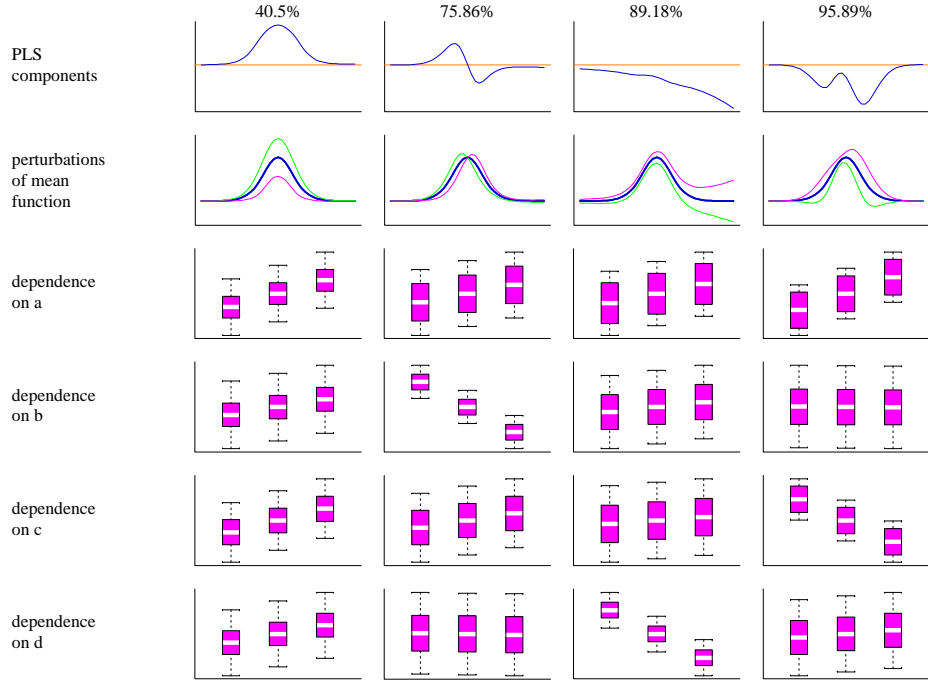 40.5% 75.86% 89.18% 95.89%
PLS
components
perturbations
of mean
function
dependence
on a
dependence
on b
dependence
on c
dependence
on d